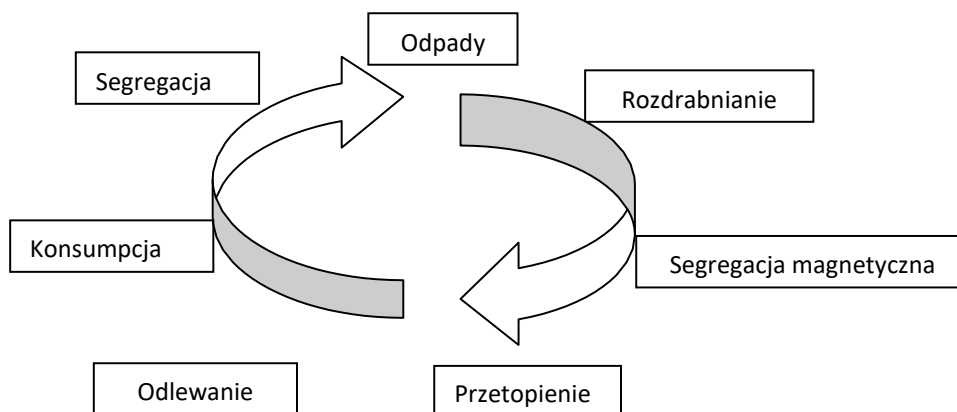 Odpady
Segregacja
Rozdrabnianie
Konsumpcja
Segregacja magnetyczna
Odlewanie
Przetopienie